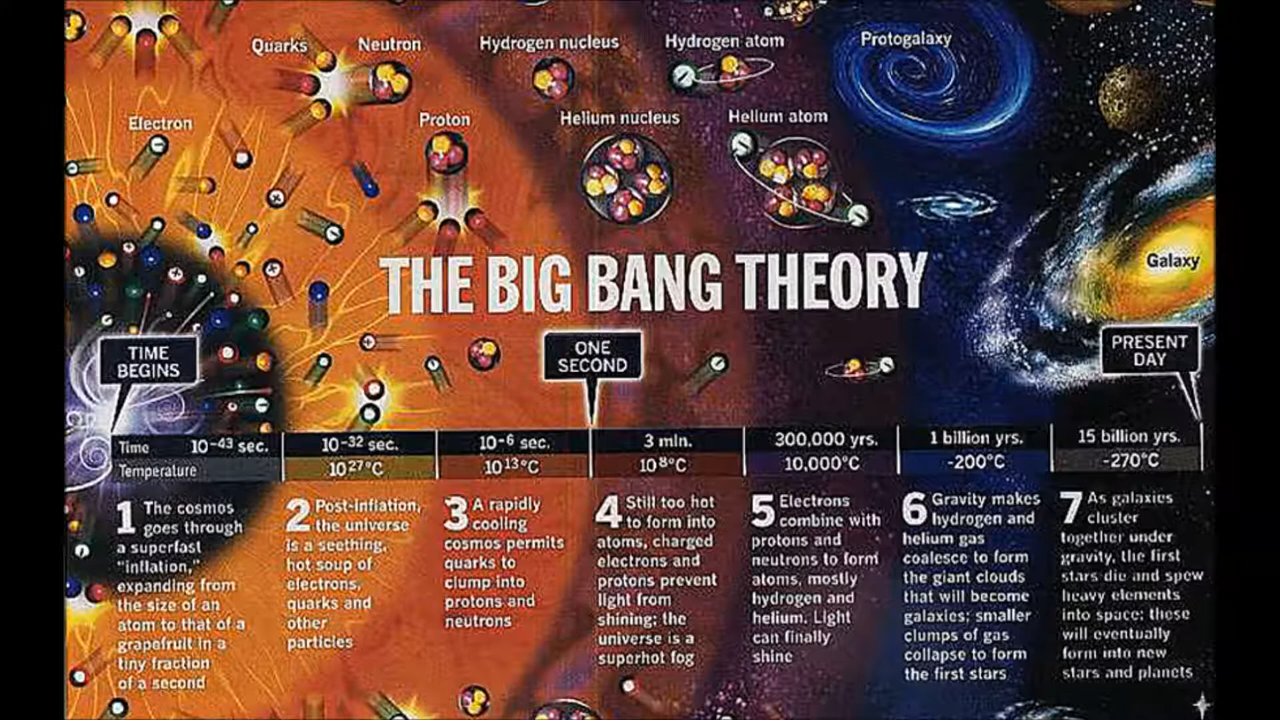 Quarks
Neutron
Hydrogen nucleus
Hydrogen atom
Protogalaxy
Electron
Proton
Helium nucleus
Helium atom
Galaxy
THE BIG BANG THEORY
TIME
BEGINS
ONE
SECOND
PRESENT
DAY
Time 10-43 sec. 10-32 sec. 10-6 sec. 3 min. 300,000 yrs. 1 billion yrs. 15 billion yrs.
Temperature 1027°C 1013°C 108°C 10,000°C -200°C -270°C
1 The cosmos
goes through
a superfast
"inflation,"
expanding from
the size of an
atom to that of a
grapefruit in a
tiny fraction
of a second
2 Post-inflation,
the universe
is a seething,
hot soup of
electrons,
quarks and
other
particles
3 A rapidly
cooling
cosmos permits
quarks to
clump into
protons and
neutrons
4 Still too hot
to form into
atoms, charged
electrons and
protons prevent
light from
shining; the
universe is a
superhot fog
5 Electrons
combine with
protons and
neutrons to form
atoms, mostly
hydrogen and
helium. Light
can finally
shine
6 Gravity makes
hydrogen and
helium gas
coalesce to form
the giant clouds
that will become
galaxies; smaller
clumps of gas
collapse to form
the first stars
7 As galaxies
cluster
together under
gravity, the first
stars die and spew
heavy elements
into space; these
will eventually
form into new
stars and planets